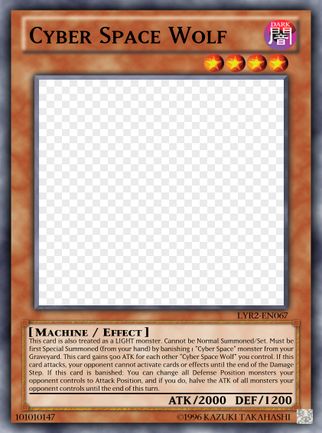 CYBER SPACE WOLF
DARK
闇
LYR2-EN067
[ MACHINE / EFFECT ]
This card is also treated as a LIGHT monster. Cannot be Normal Summoned/Set. Must be
first Special Summoned (from your hand) by banishing 1 "Cyber Space" monster from your
Graveyard. This card gains 900 ATK for each other "Cyber Space Wolf" you control. If this card
attacks, your opponent cannot activate cards or effects until the end of the Damage
Step. If this card is banished: You can change all Defense Position monsters your
opponent controls to Attack Position, and if you do, halve the ATK of all monsters your
opponent controls until the end of this turn.
ATK/2000 DEF/1200
101010147
©1996 KAZUKI TAKAHASHI